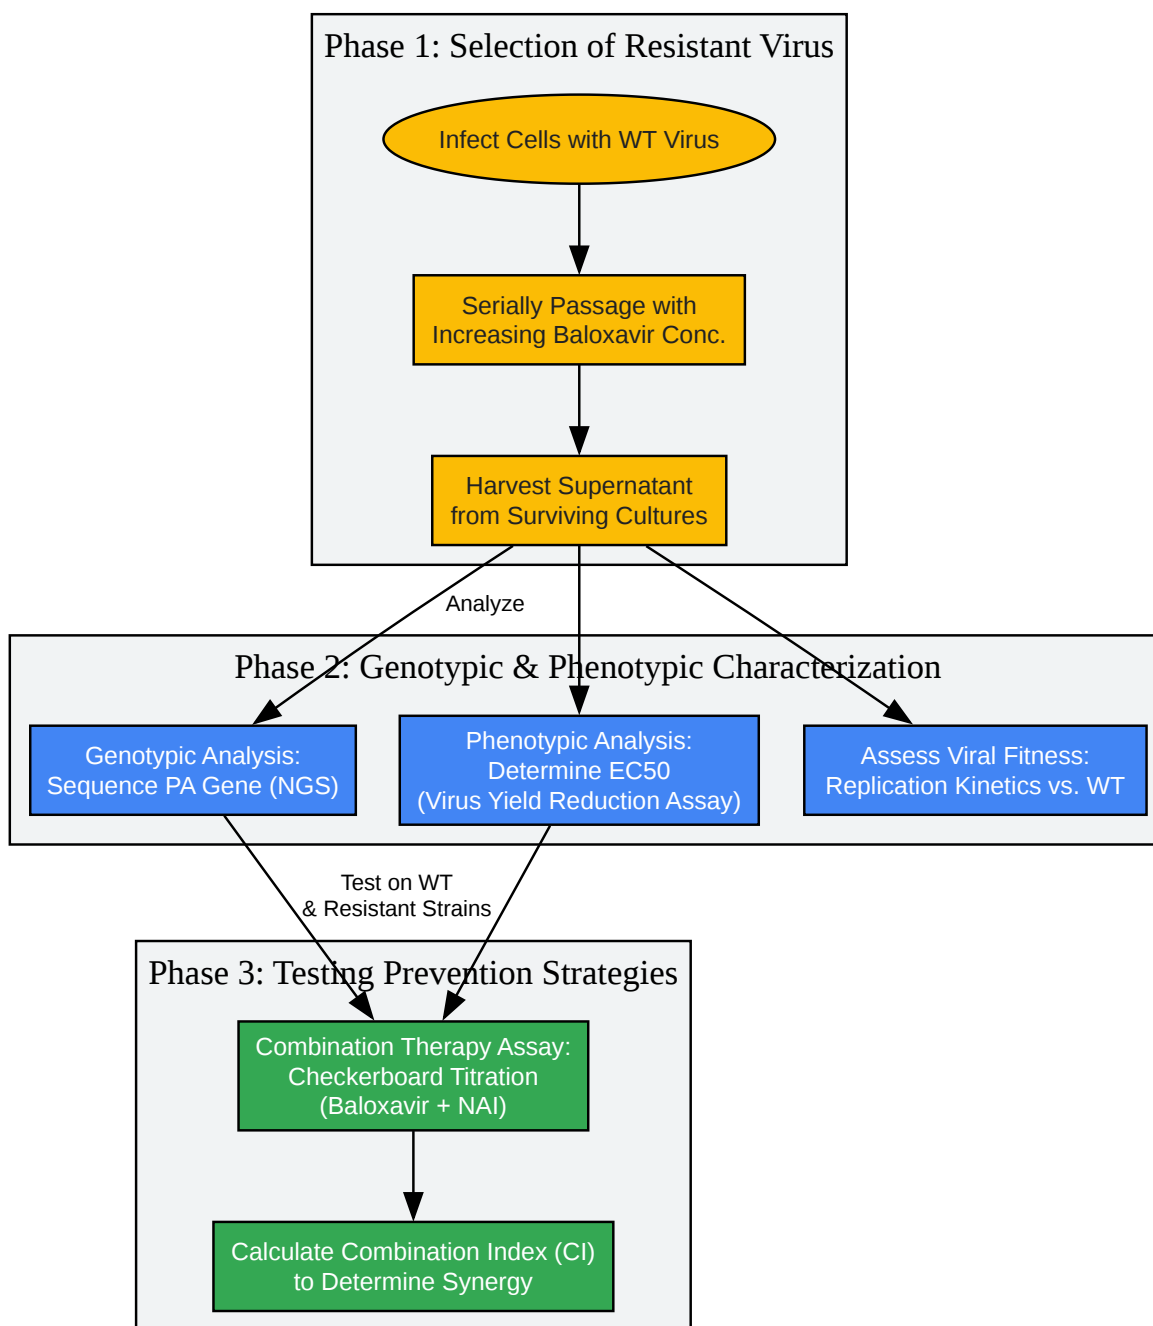 Phase 1: Selection of Resistant Virus
Infect Cells with WT Virus
Serially Passage with
Increasing Baloxavir Conc.
Harvest Supernatant
from Surviving Cultures
Analyze
Phase 2: Genotypic & Phenotypic Characterization
Genotypic Analysis:
Sequence PA Gene (NGS)
Phenotypic Analysis:
Determine EC50
(Virus Yield Reduction Assay)
Assess Viral Fitness:
Replication Kinetics vs. WT
Test on WT
& Resistant Strains
Phase 3: Testing Prevention Strategies
Combination Therapy Assay:
Checkerboard Titration
(Baloxavir + NAI)
Calculate Combination Index (CI)
to Determine Synergy